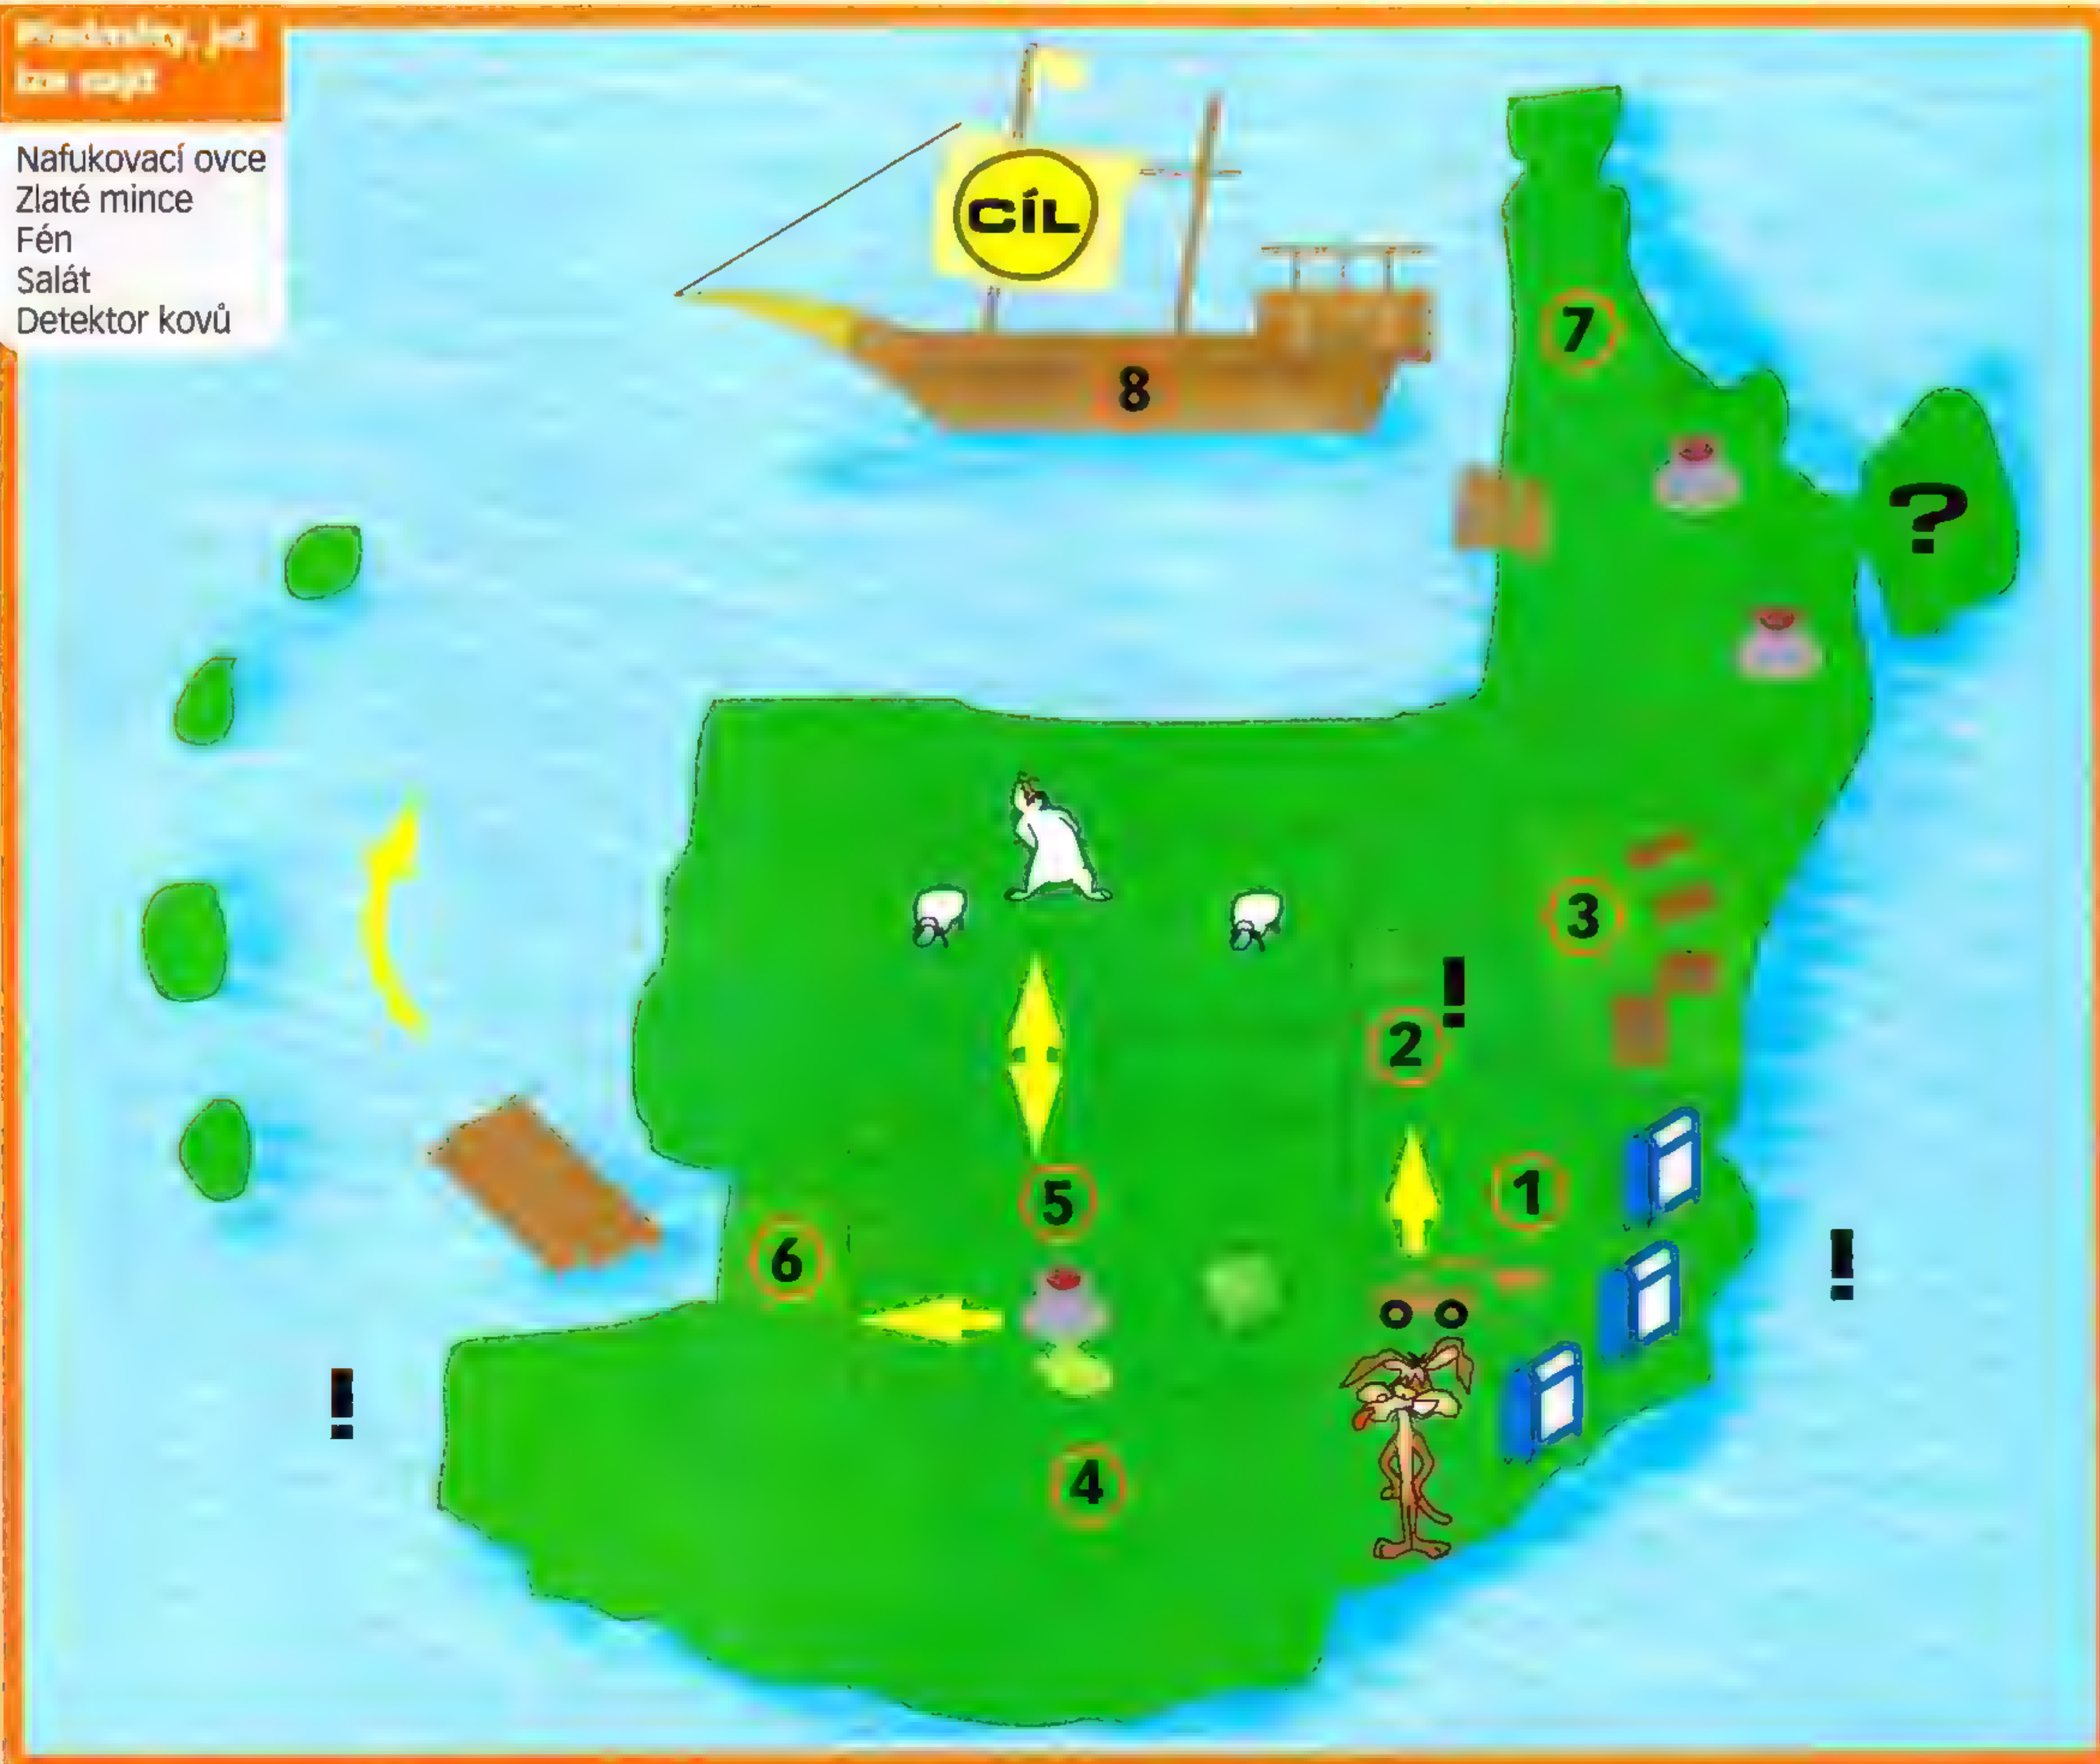 Nafukovací ovce
Zlaté mince
Fén
Salát
Detektor kovů
CÍL
8
7
?
3
!
2
1
5
6
!
!
4